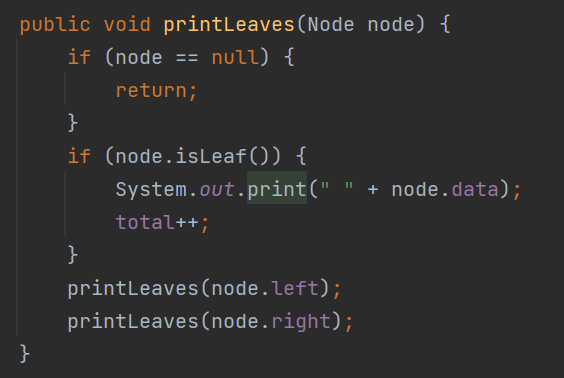 public void printLeaves(Node node) {
    if (node == null) {
        return;
    }
    if (node.isLeaf()) {
        System.out.print(" " + node.data);
        total++;
    }
    printLeaves(node.left);
    printLeaves(node.right);
}